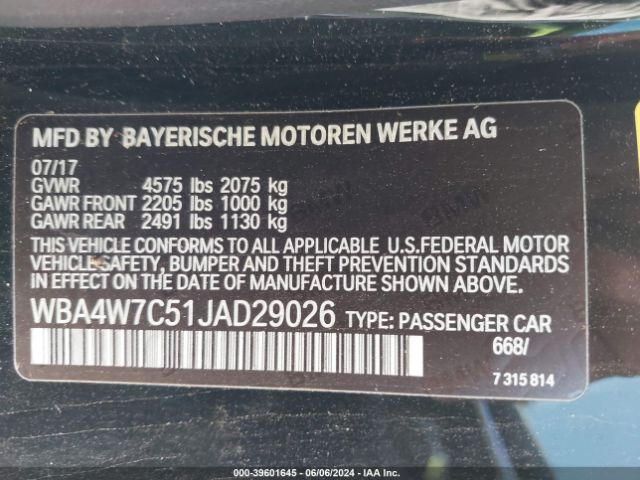 MFD BY BAYERISCHE MOTOREN WERKE AG
07/17
GVWR 4575 lbs 2075 kg
GAWR FRONT 2205 lbs 1000 kg
GAWR REAR 2491 lbs 1130 kg
THIS VEHICLE CONFORMS TO ALL APPLICABLE U.S.FEDERAL MOTOR
VEHICLE SAFETY, BUMPER, AND THEFT PREVENTION STANDARDS
IN EFFECT ON THE DATE OF MANUFACTURE SHOWN ABOVE.
WBA4W7C51JAD29026 TYPE: PASSENGER CAR
668/
7 315 814
000-39601645 - 06/06/2024 - IAA Inc.